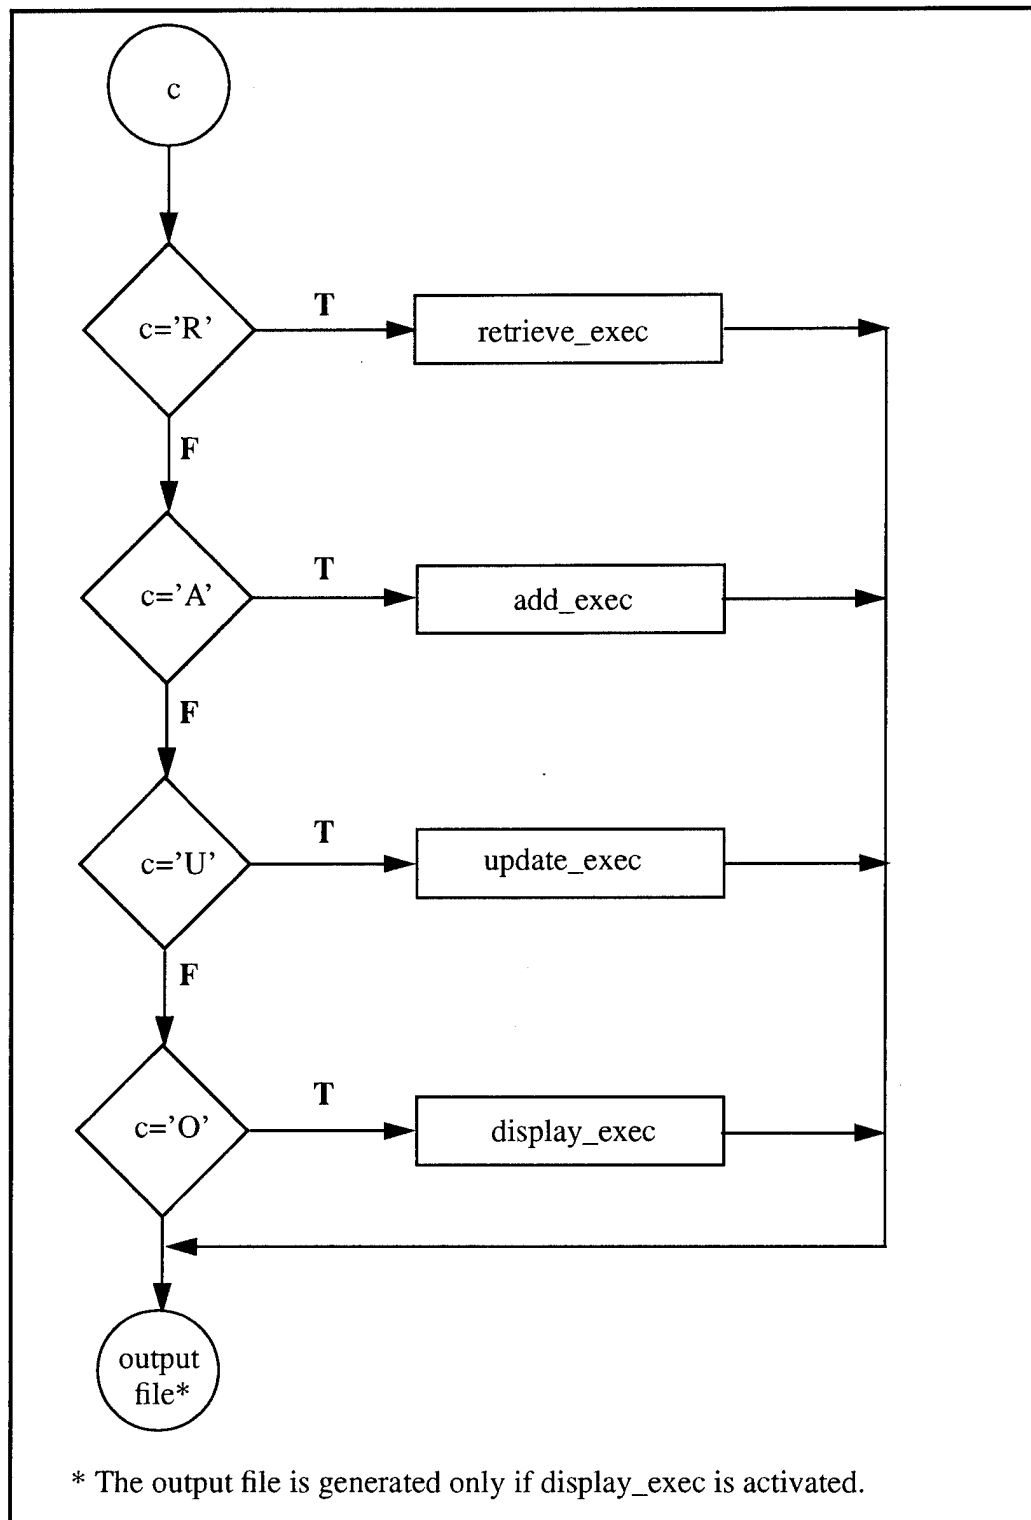 c
c='R'
T
retrieve_exec
F
c='A'
T
add_exec
F
c='U'
T
update_exec
F
c='O'
T
display_exec
output
file*
* The output file is generated only if display_exec is activated.